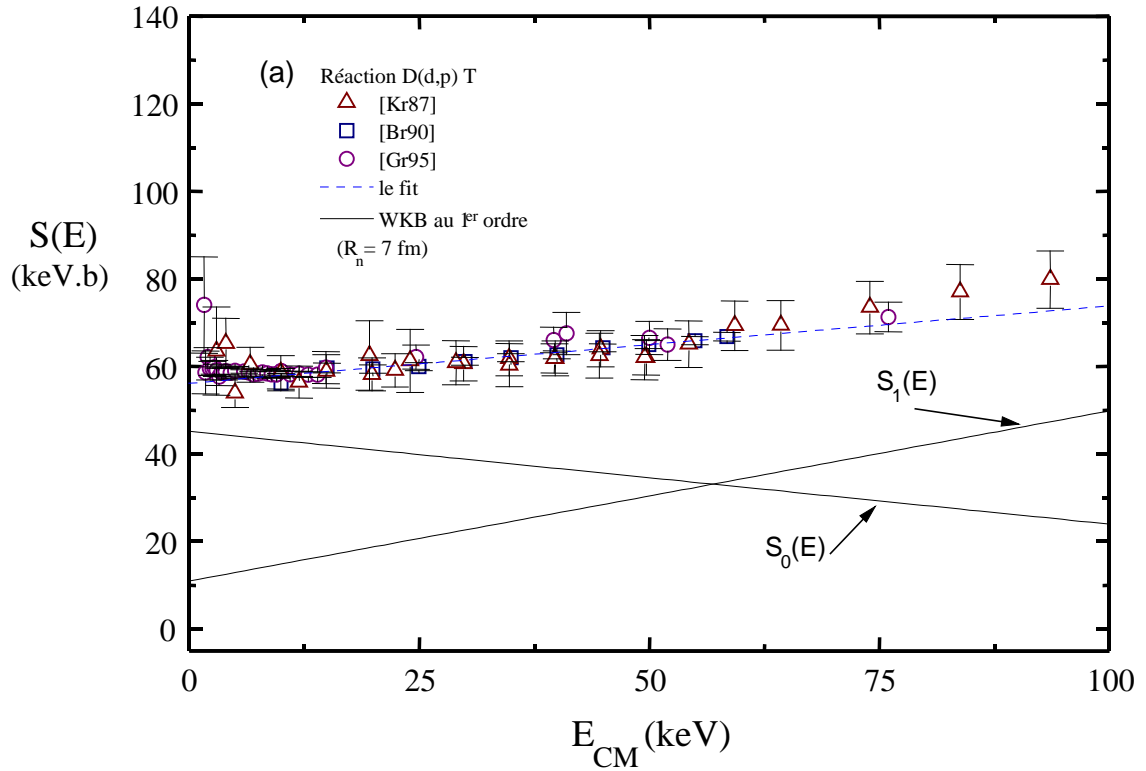 140
120
100
80
60
40
20
0
S(E)
(keV.b)
(a)
Réaction D(d,p) T
[Kr87]
[Br90]
[Gr95]
le fit
WKB au 1er ordre
(Rn = 7 fm)
S1(E)
S0(E)
0 25 50 75 100
ECM (keV)